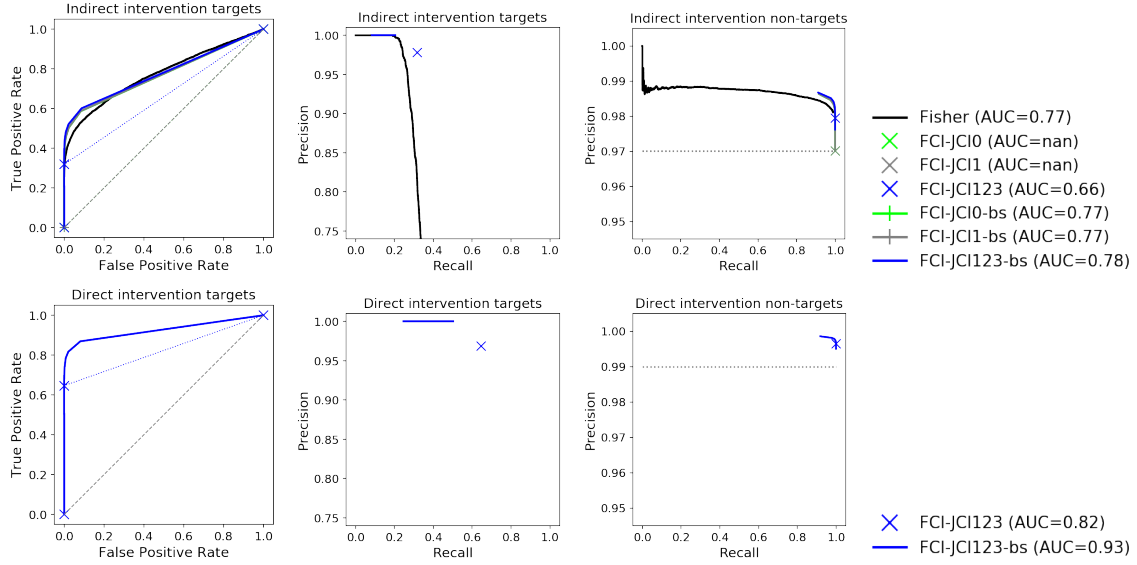 Indirect intervention targets
1.0
0.8
0.6
0.4
0.2
0.0
True Positive Rate
0.0 0.2 0.4 0.6 0.8 1.0
False Positive Rate
Indirect intervention targets
1.00
0.95
0.90
0.85
0.80
0.75
Precision
0.0 0.2 0.4 0.6 0.8 1.0
Recall
Indirect intervention non-targets
1.00
0.99
0.98
0.97
0.96
0.95
Precision
0.0 0.2 0.4 0.6 0.8 1.0
Recall
Fisher (AUC=0.77)
FCI-JCI0 (AUC=nan)
FCI-JCI1 (AUC=nan)
FCI-JCI123 (AUC=0.66)
FCI-JCI0-bs (AUC=0.77)
FCI-JCI1-bs (AUC=0.77)
FCI-JCI123-bs (AUC=0.78)
Direct intervention targets
1.0
0.8
0.6
0.4
0.2
0.0
True Positive Rate
0.0 0.2 0.4 0.6 0.8 1.0
False Positive Rate
Direct intervention targets
1.00
0.95
0.90
0.85
0.80
0.75
Precision
0.0 0.2 0.4 0.6 0.8 1.0
Recall
Direct intervention non-targets
1.00
0.99
0.98
0.97
0.96
0.95
Precision
0.0 0.2 0.4 0.6 0.8 1.0
Recall
FCI-JCI123 (AUC=0.82)
FCI-JCI123-bs (AUC=0.93)